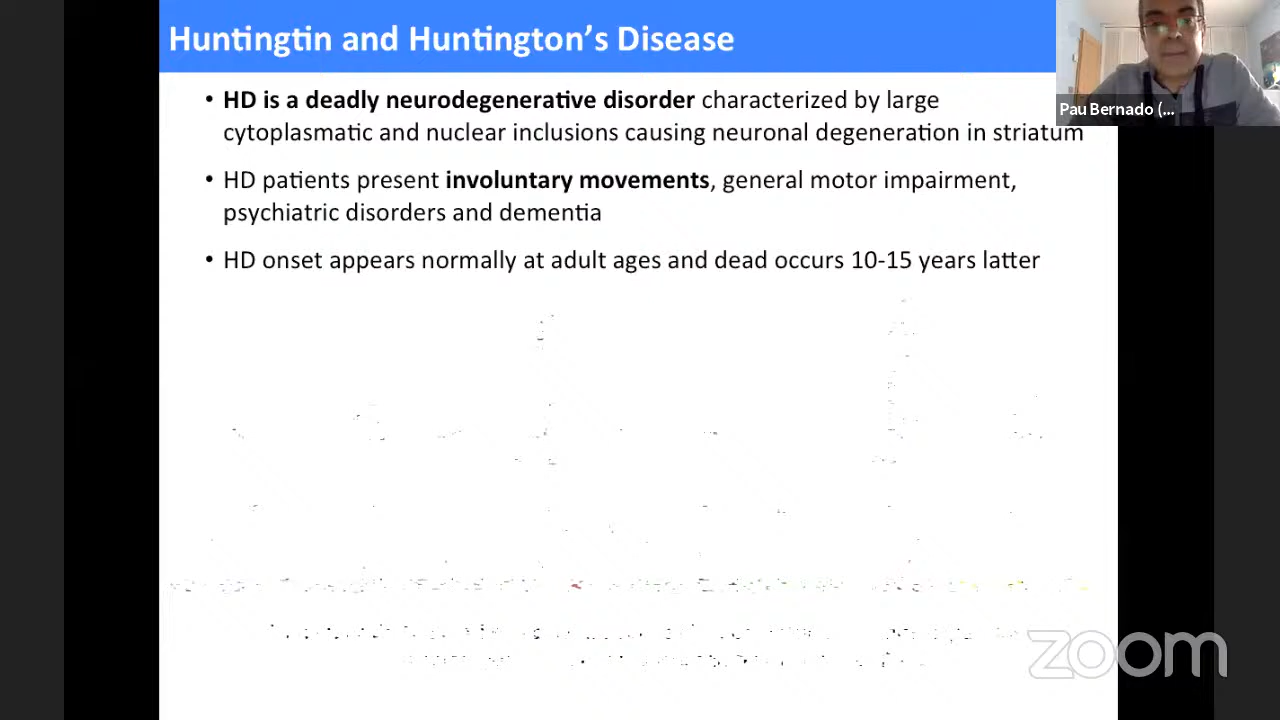 Huntingtin and Huntington's Disease
Pau Bernado (...
• HD is a deadly neurodegenerative disorder characterized by large
cytoplasmatic and nuclear inclusions causing neuronal degeneration in striatum
• HD patients present involuntary movements, general motor impairment,
psychiatric disorders and dementia
• HD onset appears normally at adult ages and dead occurs 10-15 years latter
zoom